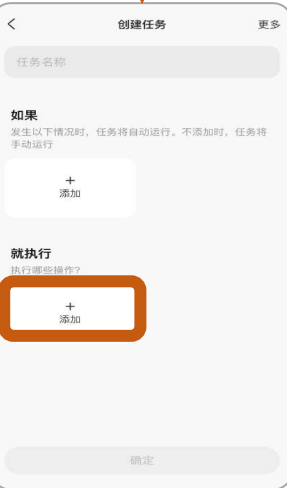 创建任务 更多
任务名称
如果
发生以下情况时，任务将自动运行。不添加时，任务将
手动运行
+
添加
就执行
执行哪些操作?
+
添加
确定